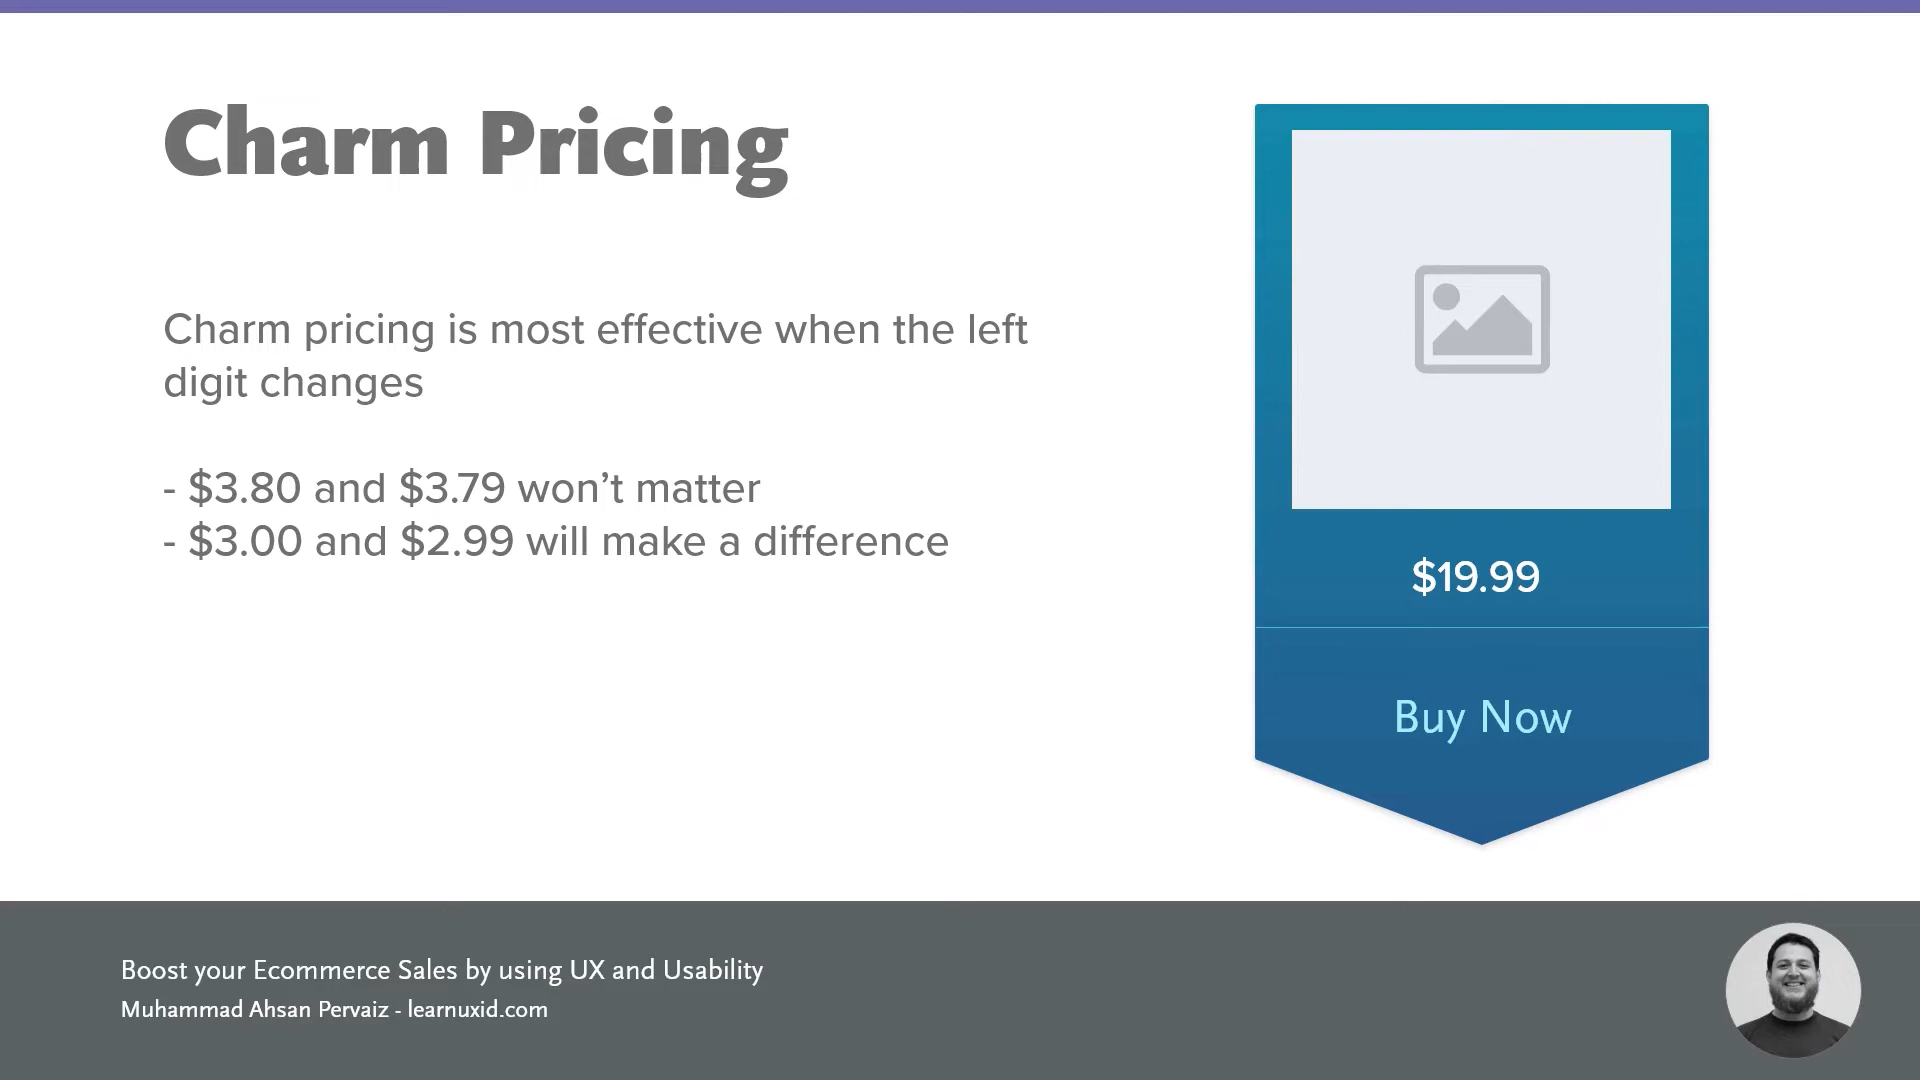 Charm Pricing
Charm pricing is most effective when the left
digit changes
- $3.80 and $3.79 won’t matter
- $3.00 and $2.99 will make a difference
$19.99
Buy Now
Boost your Ecommerce Sales by using UX and Usability
Muhammad Ahsan Pervaiz - learnuxid.com